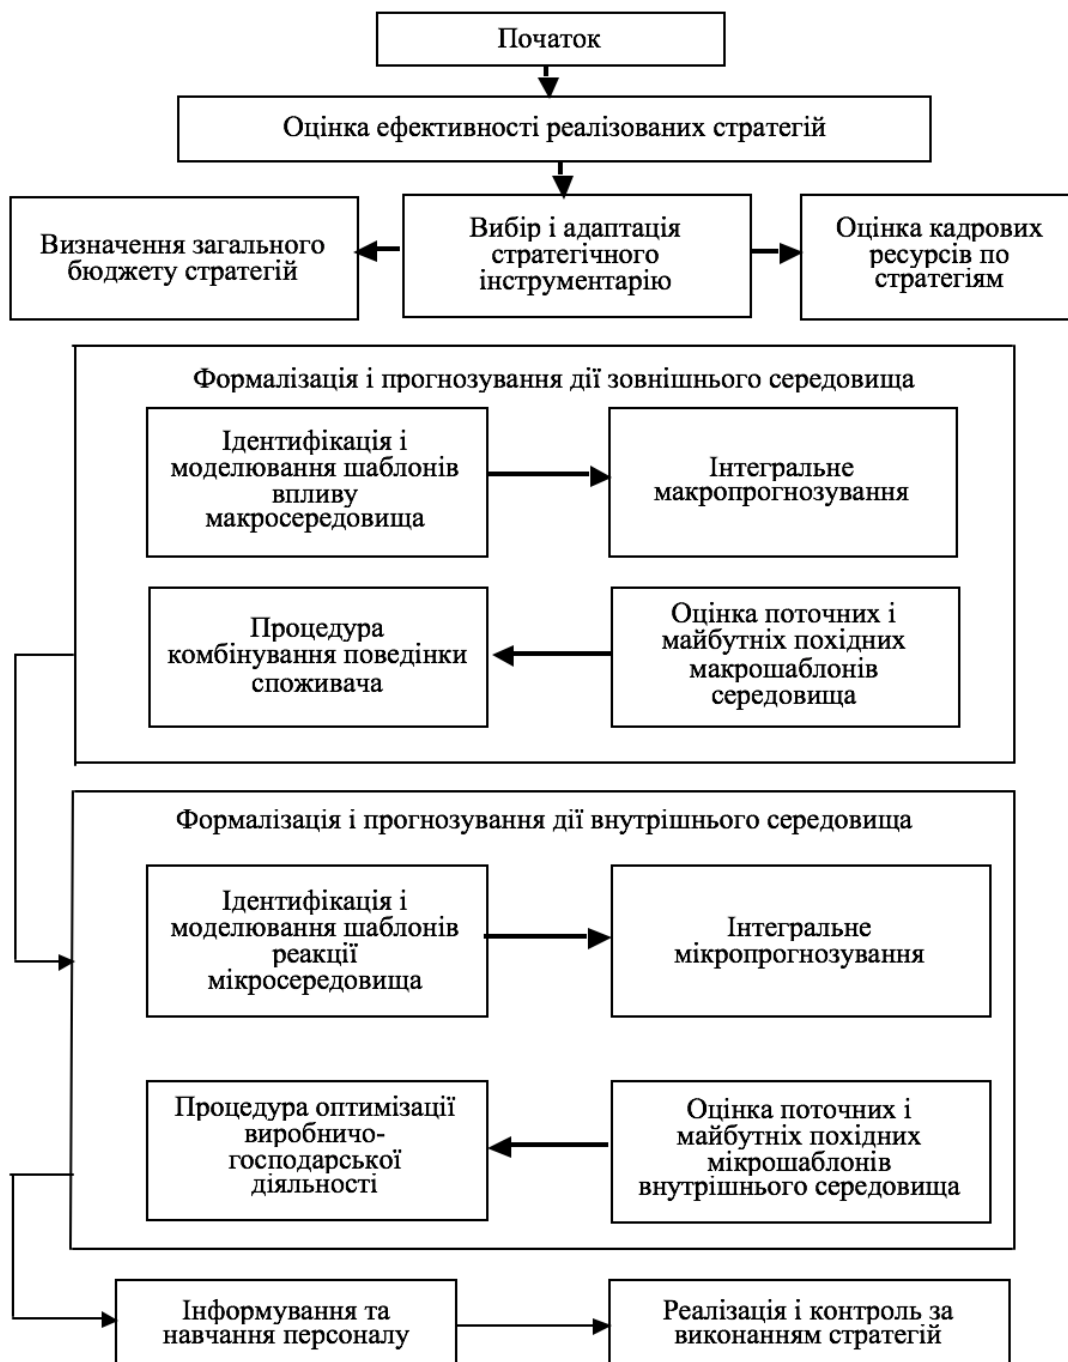 Початок
Оцінка ефективності реалізованих стратегій
Визначення загального
бюджету стратегій
Вибір і адаптація
стратегічного
інструментарію
Оцінка кадрових
ресурсів по
стратегіям
Формалізація і прогнозування дії зовнішнього середовища
Ідентифікація і
моделювання шаблонів
впливу
макросередовища
Інтегральне
макропрогнозування
Процедура
комбінування поведінки
споживача
Оцінка поточних і
майбутніх похідних
макрошаблонів
середовища
Формалізація і прогнозування дії внутрішнього середовища
Ідентифікація і
моделювання шаблонів
реакції
мікросередовища
Інтегральне
мікропрогнозування
Процедура оптимізації
виробничо-
господарської
діяльності
Оцінка поточних і
майбутніх похідних
мікрошаблонів
внутрішнього середовища
Інформування та
навчання персоналу
Реалізація і контроль за
виконанням стратегій